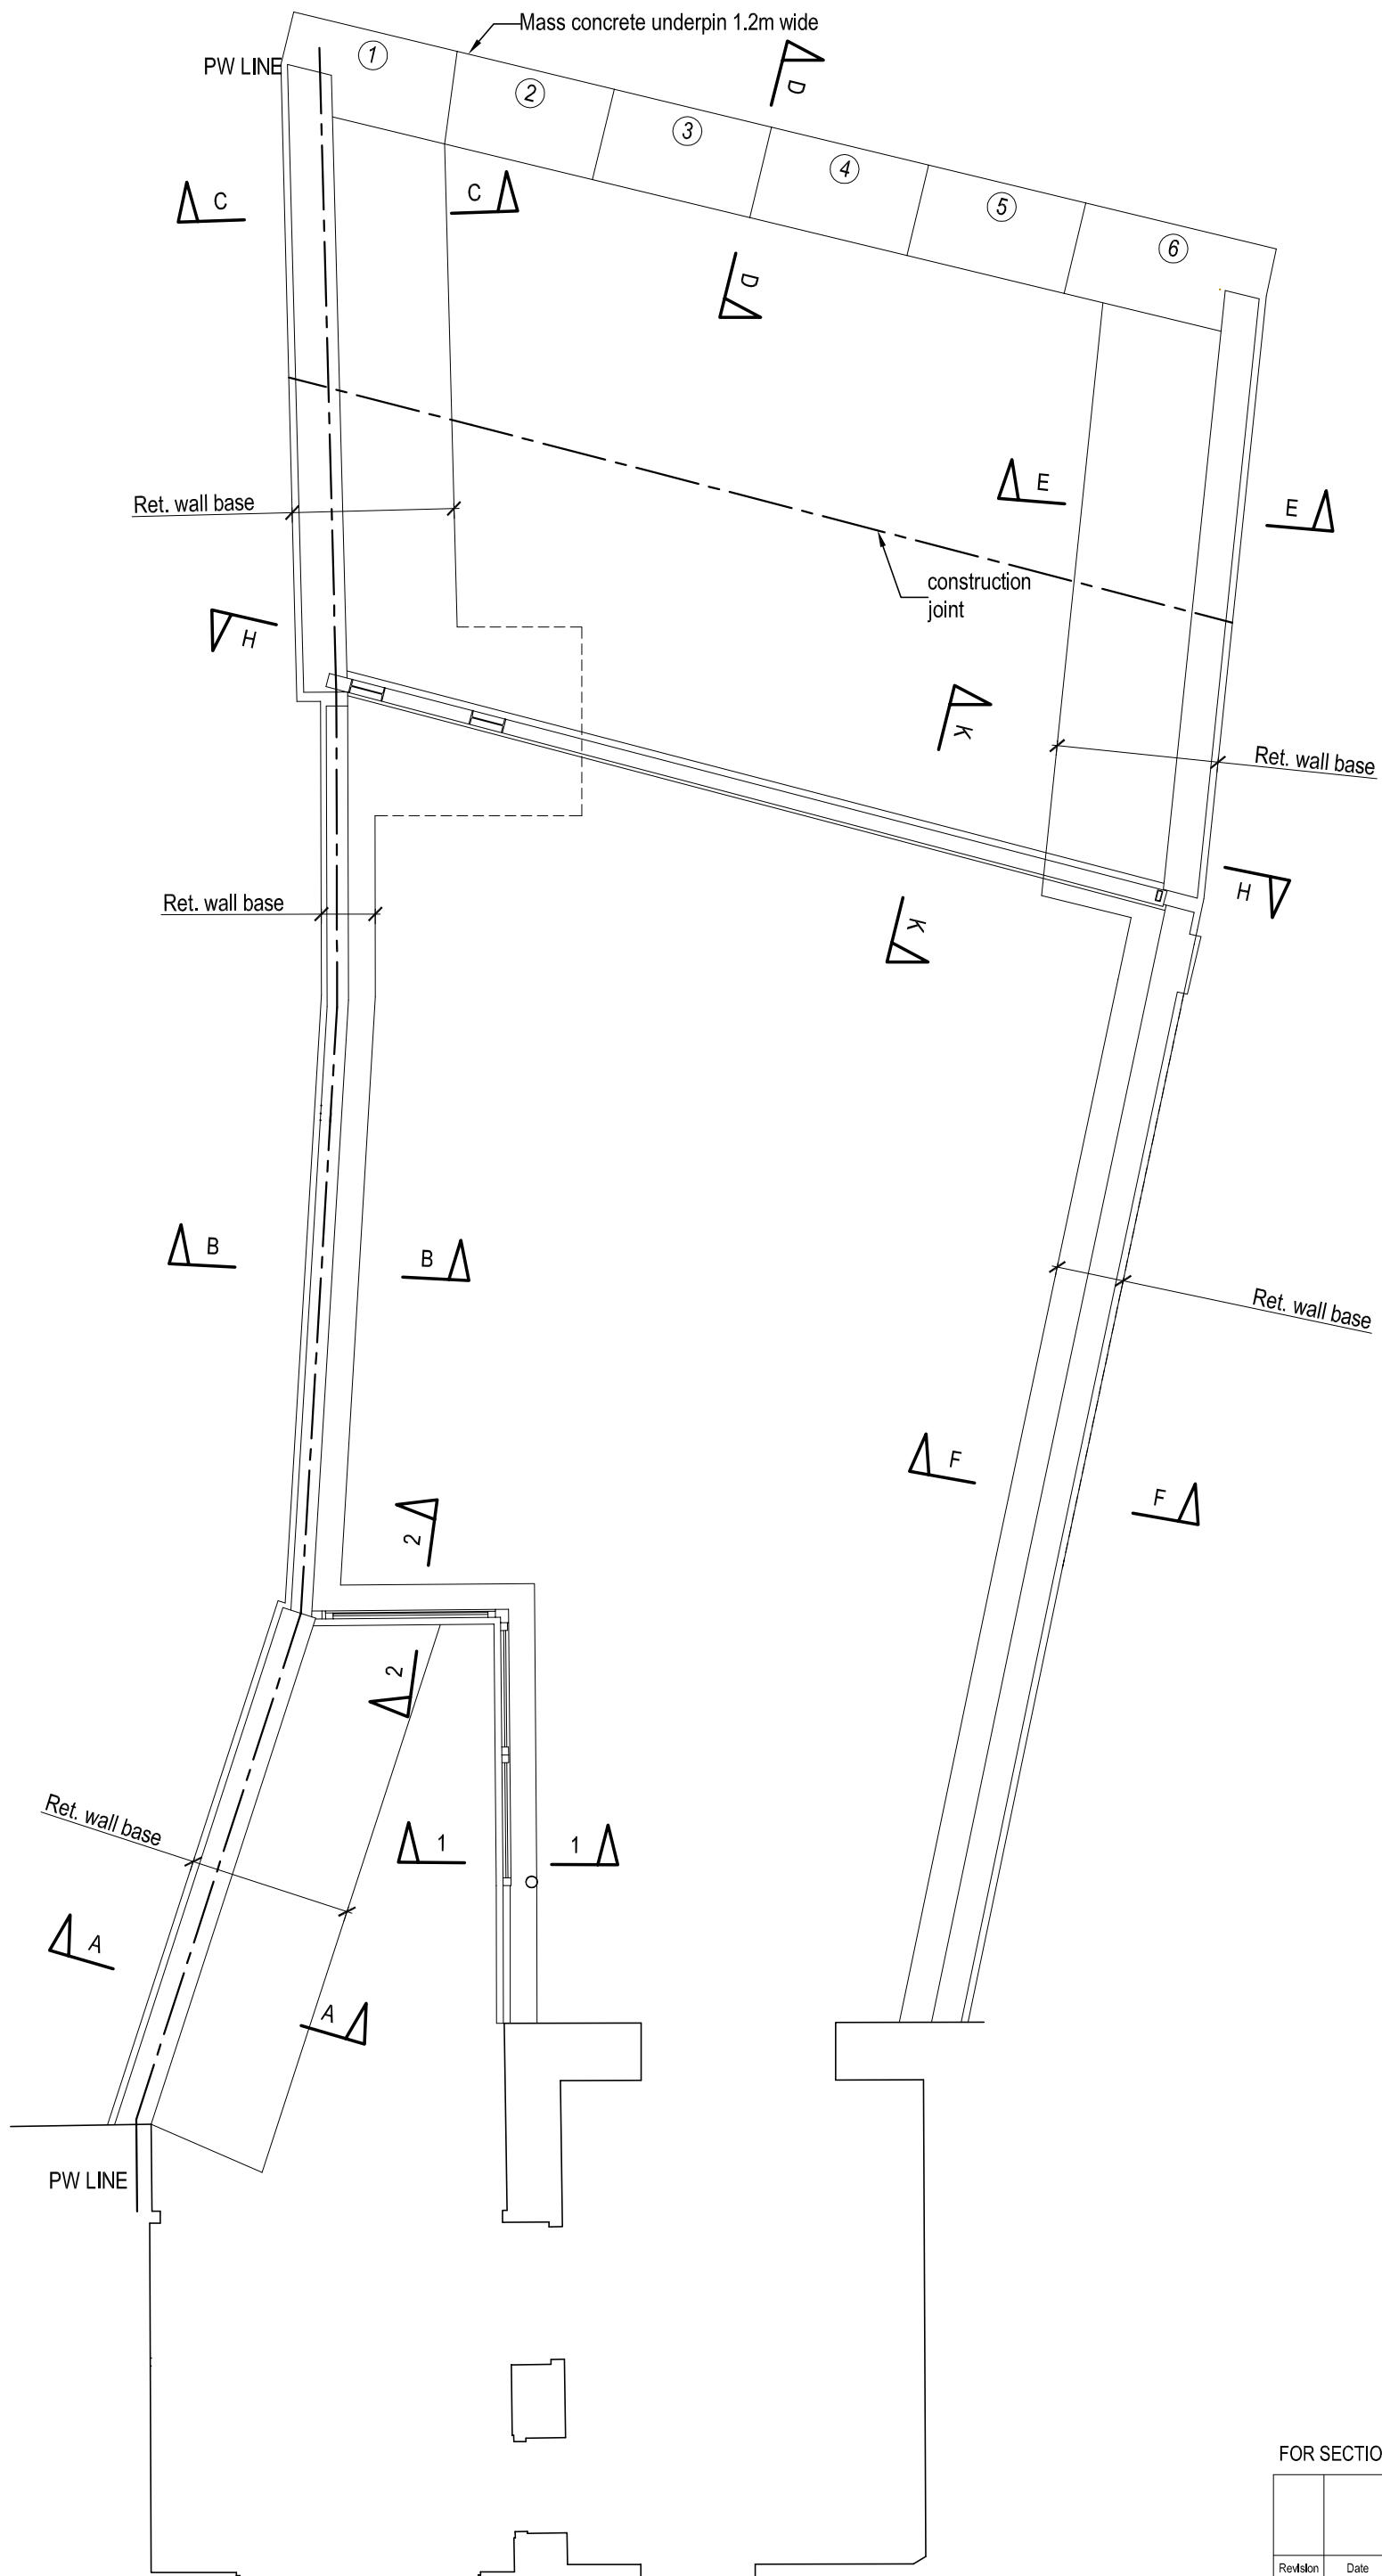 Mass concrete underpin 1.2m wide
PW LINE
1
2
3
4
5
6
D
C
C
D
E
E
Ret. wall base
construction
joint
H
K
Ret. wall base
H
Ret. wall base
K
B
B
Ret. wall base
F
F
2
2
Ret. wall base
1
1
A
A
PW LINE
FOR SECTIO
Revision
Date